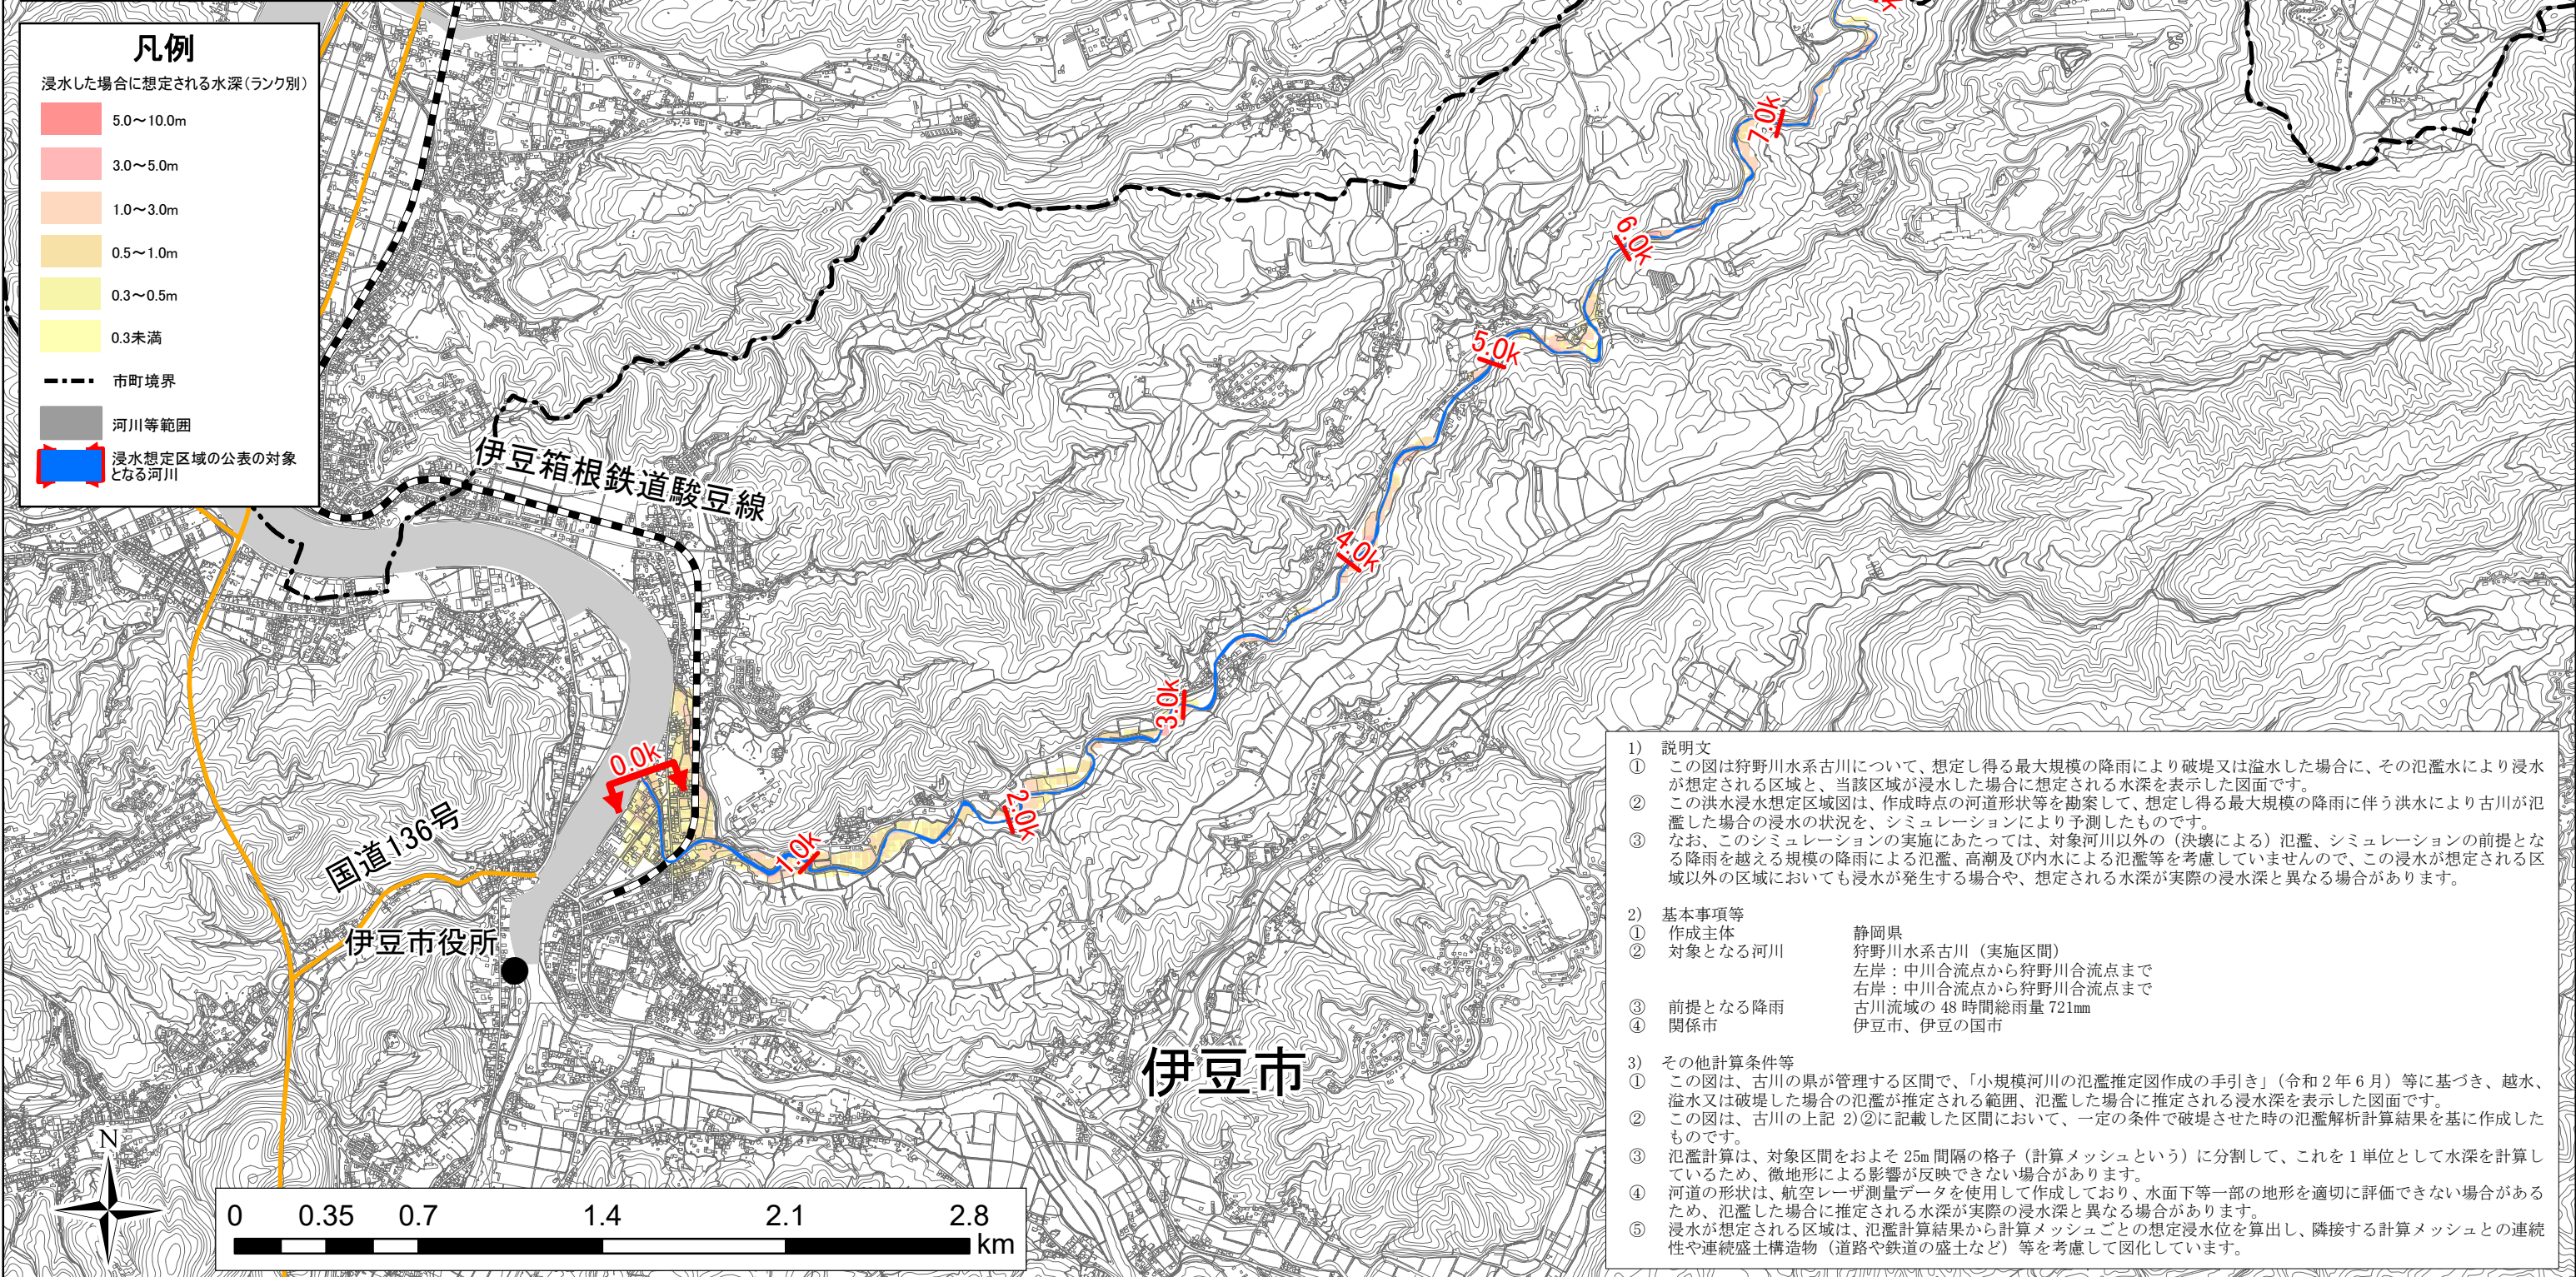 凡例
浸水した場合に想定される水深(ランク別)
5.0～10.0m
3.0～5.0m
1.0～3.0m
0.5～1.0m
0.3～0.5m
0.3未満
市町境界
河川等範囲
浸水想定区域の公表の対象
となる河川
伊豆箱根鉄道駿豆線
7.0k
6.0k
5.0k
4.0k
3.0k
2.0k
1.0k
0.0k
国道136号
伊豆市役所
伊豆市
N
0 0.35 0.7 1.4 2.1 2.8
km
1) 説明文
① この図は狩野川水系古川について、想定し得る最大規模の降雨により破堤又は溢水した場合に、その氾濫水により浸水
が想定される区域と、当該区域が浸水した場合に想定される水深を表示した図面です。
② この洪水浸水想定区域図は、作成時点の河道形状等を勘案して、想定し得る最大規模の降雨に伴う洪水により古川が氾
濫した場合の浸水の状況を、シミュレーションにより予測したものです。
③ なお、このシミュレーションの実施にあたっては、対象河川以外の（決壊による）氾濫、シミュレーションの前提とな
る降雨を越える規模の降雨による氾濫、高潮及び内水による氾濫等を考慮していませんので、この浸水が想定される区
域以外の区域においても浸水が発生する場合や、想定される水深が実際の浸水深と異なる場合があります。
2) 基本事項等
① 作成主体 静岡県
② 対象となる河川 狩野川水系古川（実施区間）
左岸：中川合流点から狩野川合流点まで
右岸：中川合流点から狩野川合流点まで
③ 前提となる降雨 古川流域の 48 時間総雨量 721mm
④ 関係市 伊豆市、伊豆の国市
3) その他計算条件等
① この図は、古川の県が管理する区間で、「小規模河川の氾濫推定図作成の手引き」（令和 2 年 6 月）等に基づき、越水、
溢水又は破堤した場合の氾濫が推定される範囲、氾濫した場合に推定される浸水深を表示した図面です。
② この図は、古川の上記 2)②に記載した区間において、一定の条件で破堤させた時の氾濫解析計算結果を基に作成した
ものです。
③ 氾濫計算は、対象区間をおよそ 25m 間隔の格子（計算メッシュという）に分割して、これを 1 単位として水深を計算し
ているため、微地形による影響が反映できない場合があります。
④ 河道の形状は、航空レーザ測量データを使用して作成しており、水面下等一部の地形を適切に評価できない場合がある
ため、氾濫した場合に推定される水深が実際の浸水深と異なる場合があります。
⑤ 浸水が想定される区域は、氾濫計算結果から計算メッシュごとの想定浸水位を算出し、隣接する計算メッシュとの連続
性や連続盛土構造物（道路や鉄道の盛土など）等を考慮して図化しています。